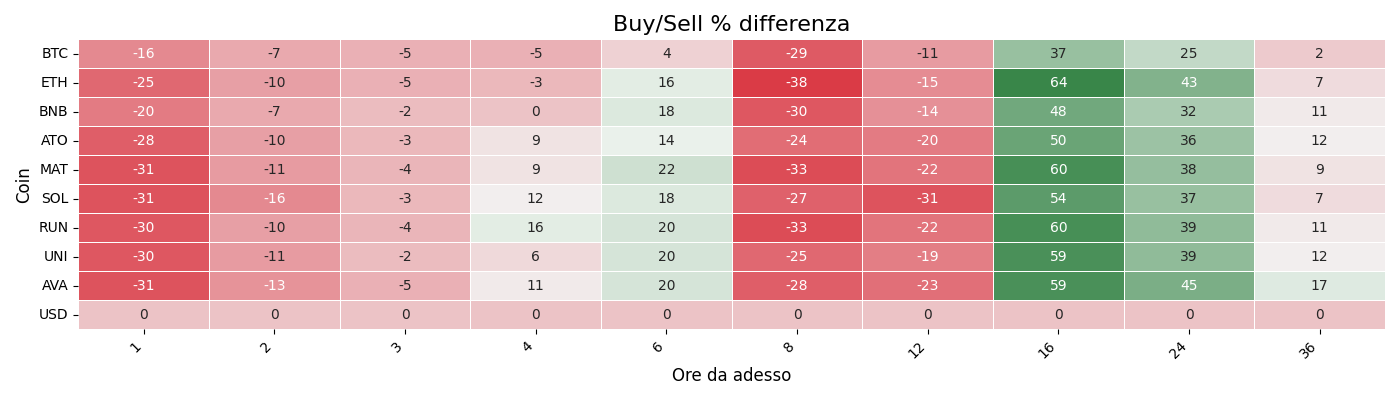 Buy/Sell % differenza
Coin
BTC -16 -7 -5 -5 4 -29 -11 37 25 2
ETH -25 -10 -5 -3 16 -38 -15 64 43 7
BNB -20 -7 -2 0 18 -30 -14 48 32 11
ATO -28 -10 -3 9 14 -24 -20 50 36 12
MAT -31 -11 -4 9 22 -33 -22 60 38 9
SOL -31 -16 -3 12 18 -27 -31 54 37 7
RUN -30 -10 -4 16 20 -33 -22 60 39 11
UNI -30 -11 -2 6 20 -25 -19 59 39 12
AVA -31 -13 -5 11 20 -28 -23 59 45 17
USD 0 0 0 0 0 0 0 0 0 0
1 2 3 4 6 8 12 16 24 36
Ore da adesso